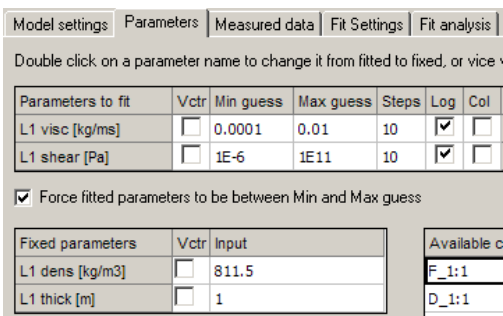 Model settings Parameters Measured data Fit Settings Fit analysis
Double click on a parameter name to change it from fitted to fixed, or vice
Parameters to fit Vctr Min guess Max guess Steps Log Col
L1 visc [kg/ms] 0.0001 0.01 10
L1 shear [Pa] 1E-6 1E11 10
Force fitted parameters to be between Min and Max guess
Fixed parameters Vctr Input Available c
L1 dens [kg/m3] 811.5 F_1:1
L1 thick [m] 1 D_1:1